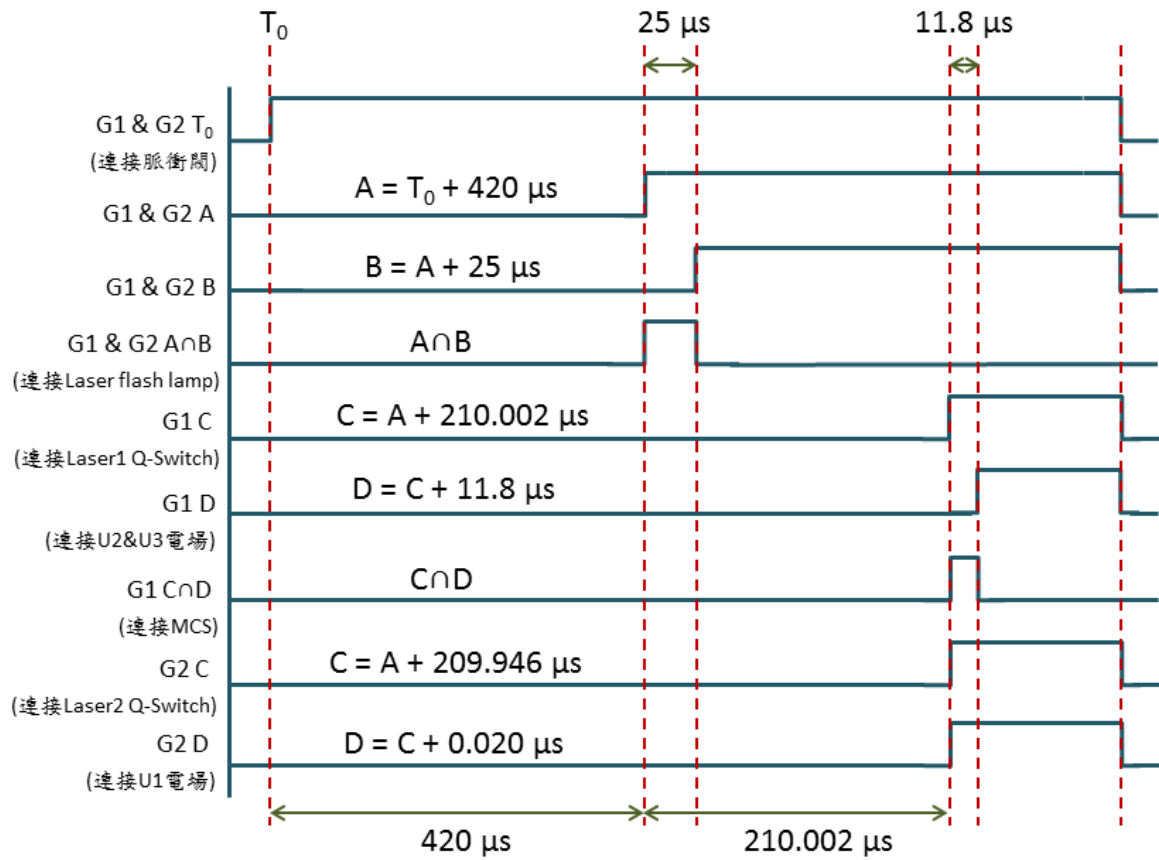 T₀ 25 μs 11.8 μs
G1 & G2 T₀
(連接脈衝閥)
A = T₀ + 420 μs
G1 & G2 A
B = A + 25 μs
G1 & G2 B
G1 & G2 A∩B
A∩B
(連接Laser flash lamp)
G1 C
C = A + 210.002 μs
(連接Laser1 Q-Switch)
G1 D
D = C + 11.8 μs
(連接U2&U3電場)
G1 C∩D
C∩D
(連接MCS)
G2 C
C = A + 209.946 μs
(連接Laser2 Q-Switch)
G2 D
D = C + 0.020 μs
(連接U1電場)
420 μs 210.002 μs